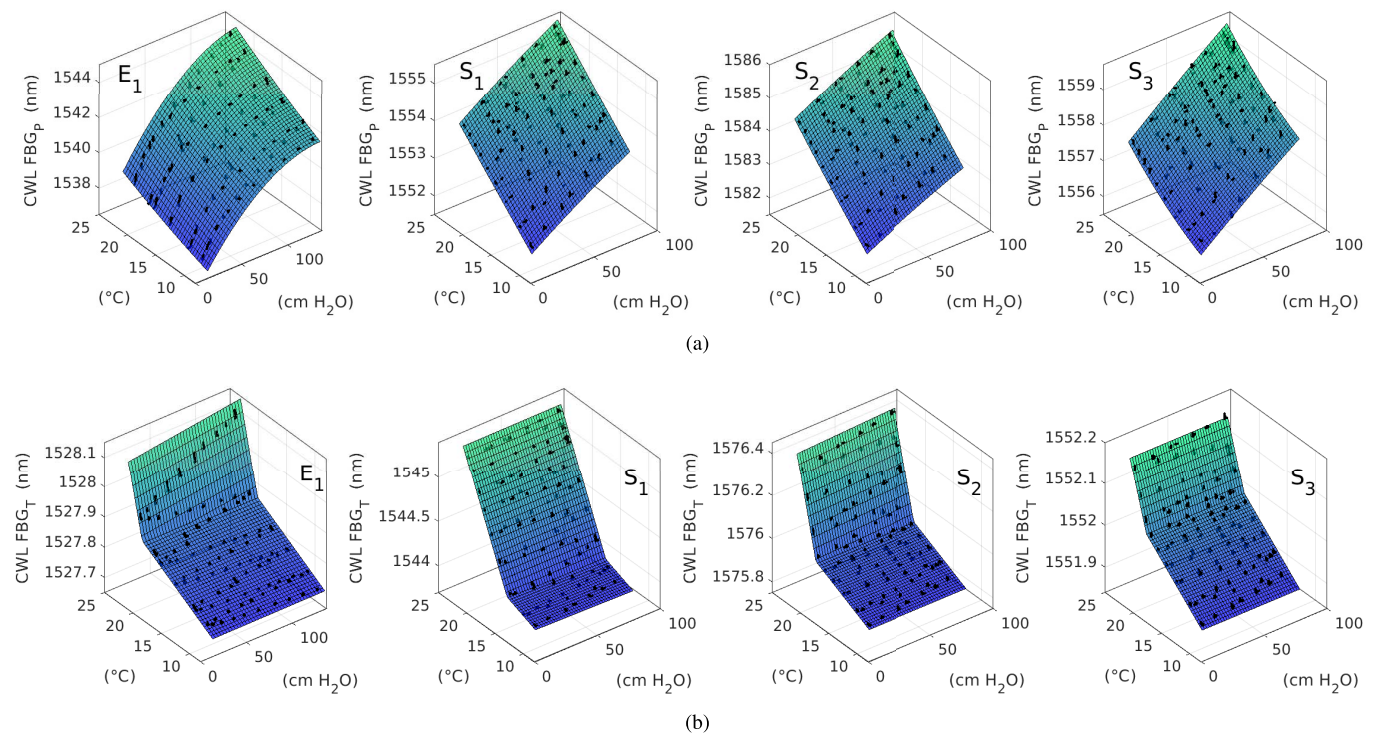 E1
CWL FBGP (nm)
1544
1542
1540
1538
25
20
15
10
(°C)
0
50
100
(cm H2O)
S1
CWL FBGP (nm)
1555
1554
1553
1552
25
20
15
10
(°C)
0
50
100
(cm H2O)
S2
CWL FBGP (nm)
1586
1585
1584
1583
1582
25
20
15
10
(°C)
0
50
100
(cm H2O)
S3
CWL FBGP (nm)
1559
1558
1557
1556
25
20
15
10
(°C)
0
50
100
(cm H2O)
(a)
E1
CWL FBGT (nm)
1528.1
1528
1527.9
1527.8
1527.7
25
20
15
10
(°C)
0
50
100
(cm H2O)
S1
CWL FBGT (nm)
1545
1544.5
1544
25
20
15
10
(°C)
0
50
100
(cm H2O)
S2
CWL FBGT (nm)
1576.4
1576.2
1576
1575.8
25
20
15
10
(°C)
0
50
100
(cm H2O)
S3
CWL FBGT (nm)
1552.2
1552.1
1552
1551.9
25
20
15
10
(°C)
0
50
100
(cm H2O)
(b)